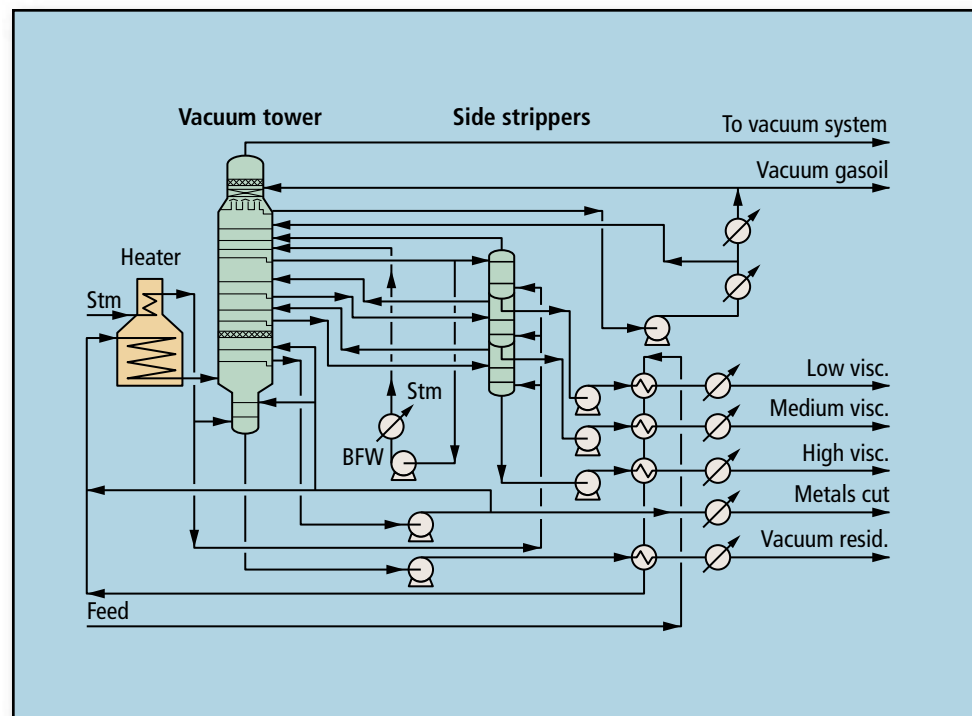 Vacuum tower
Side strippers
To vacuum system
Vacuum gasoil
Heater
Stm
Stm
BFW
Low visc.
Medium visc.
High visc.
Metals cut
Vacuum resid.
Feed